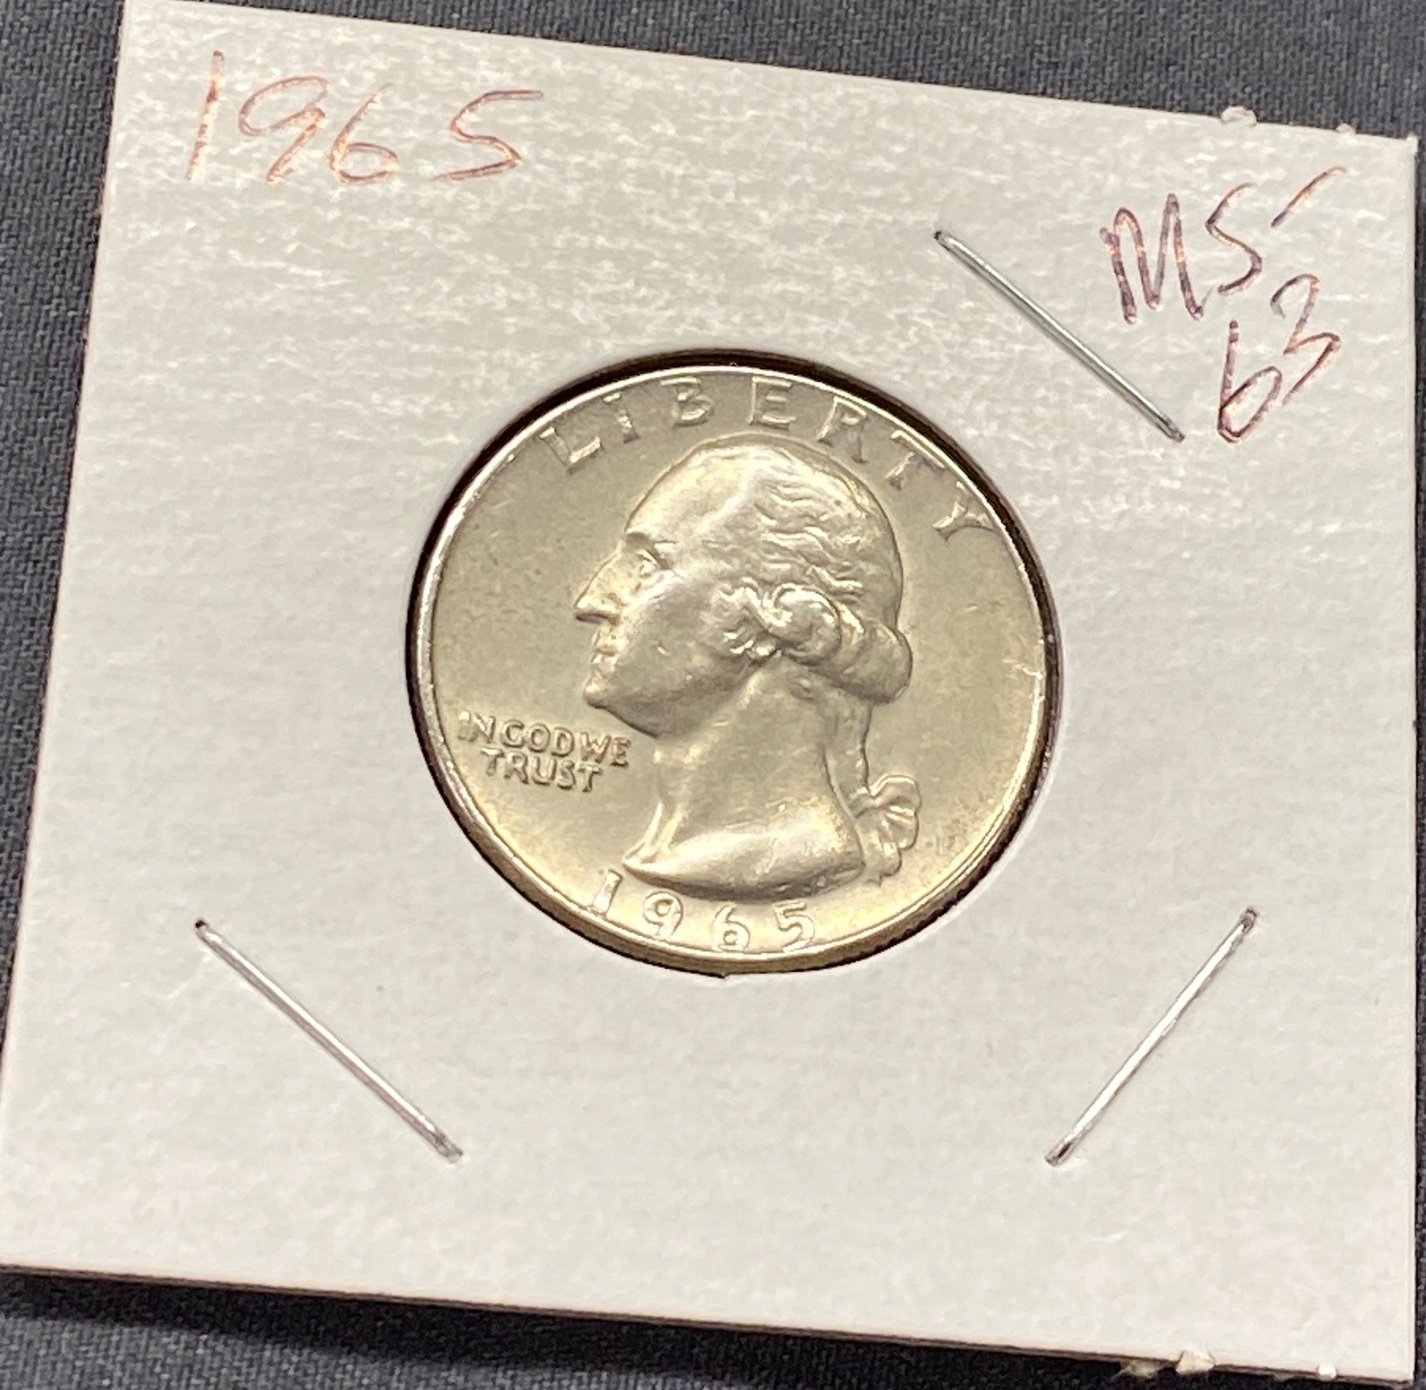 1965
MS-
63
LIBERTY
IN GOD WE
TRUST
1965